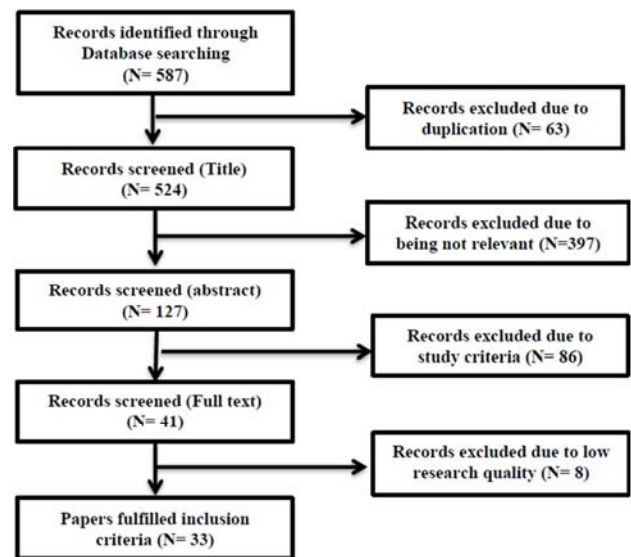 Records identified through
Database searching
(N= 587)
Records excluded due to
duplication (N= 63)
Records screened (Title)
(N= 524)
Records excluded due to
being not relevant (N=397)
Records screened (abstract)
(N= 127)
Records excluded due to
study criteria (N= 86)
Records screened (Full text)
(N= 41)
Records excluded due to low
research quality (N= 8)
Papers fulfilled inclusion
criteria (N= 33)